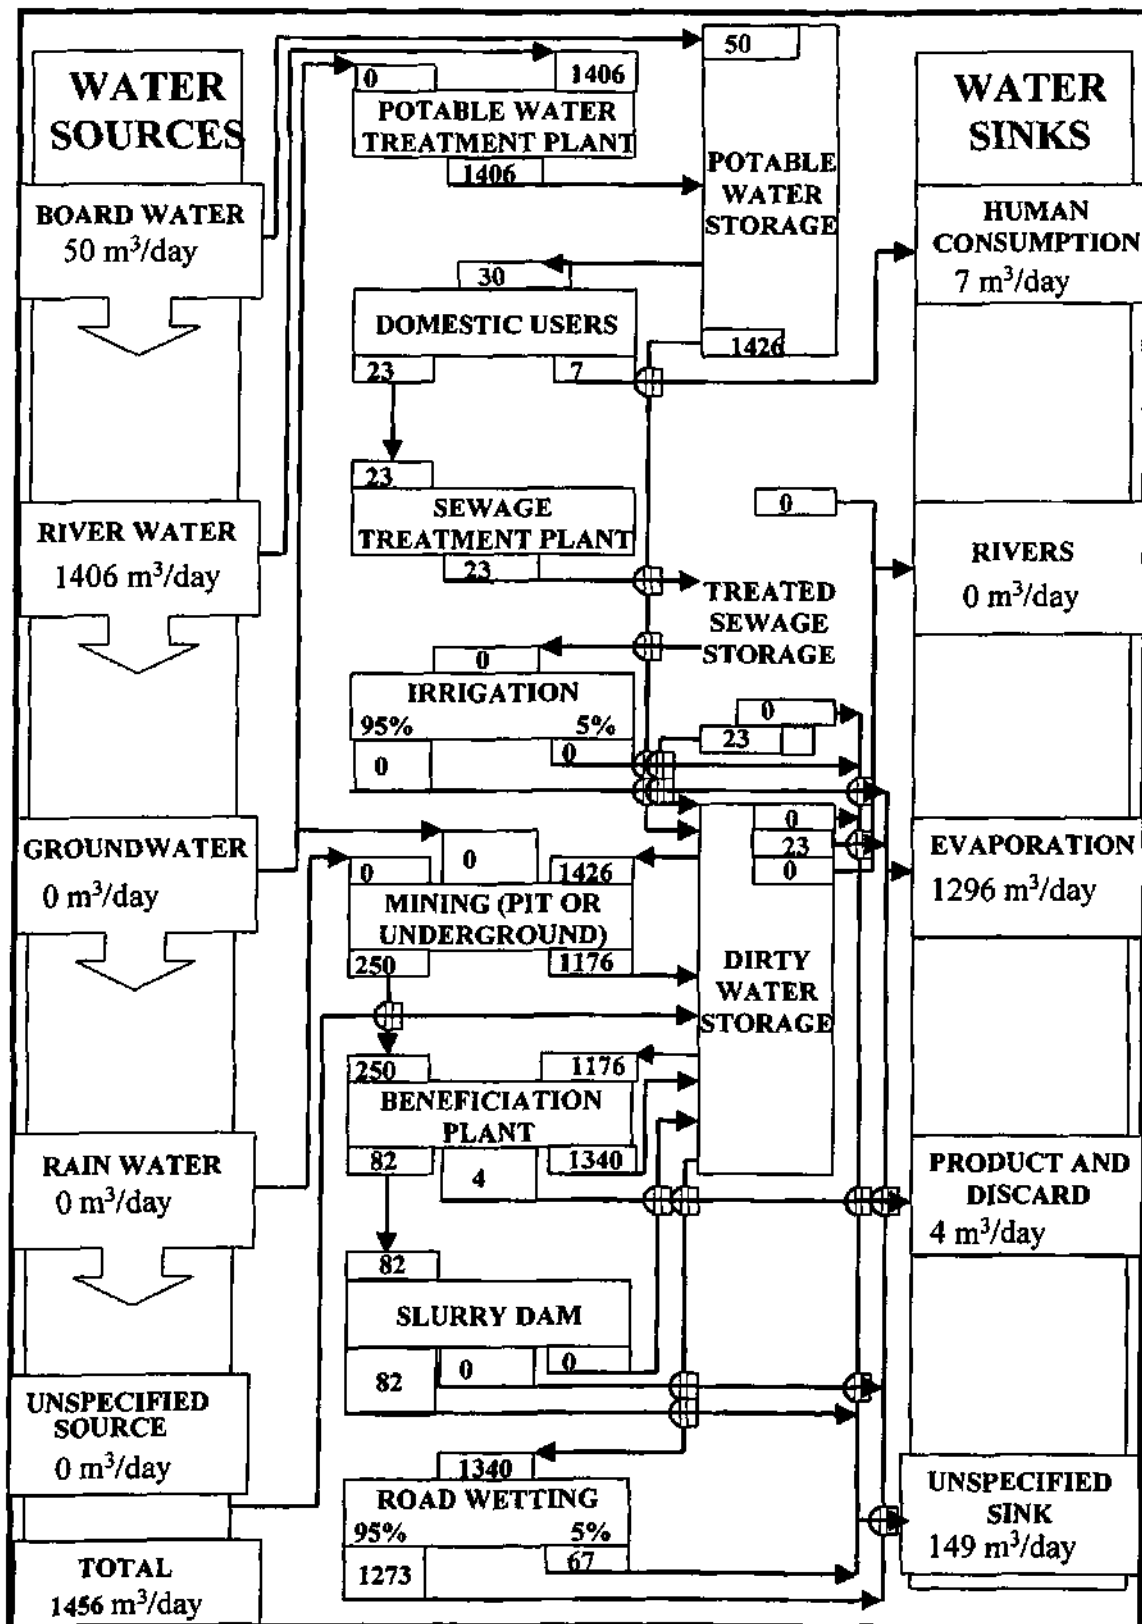 WATER
SOURCES
BOARD WATER
50 m³/day
RIVER WATER
1406 m³/day
GROUNDWATER
0 m³/day
RAIN WATER
0 m³/day
UNSPECIFIED
SOURCE
0 m³/day
TOTAL
1456 m³/day
0
1406
POTABLE WATER
TREATMENT PLANT
1406
30
DOMESTIC USERS
23
7
23
SEWAGE
TREATMENT PLANT
23
0
IRRIGATION
95%
5%
0
0
0
0
1426
MINING (PIT OR
UNDERGROUND)
250
1176
250
1176
BENEFICIATION
PLANT
82
4
1340
82
SLURRY DAM
82
0
0
1340
ROAD WETTING
95%
5%
1273
67
50
POTABLE
WATER
STORAGE
1426
0
TREATED
SEWAGE
STORAGE
0
23
0
23
0
DIRTY
WATER
STORAGE
WATER
SINKS
HUMAN
CONSUMPTION
7 m³/day
RIVERS
0 m³/day
EVAPORATION
1296 m³/day
PRODUCT AND
DISCARD
4 m³/day
UNSPECIFIED
SINK
149 m³/day